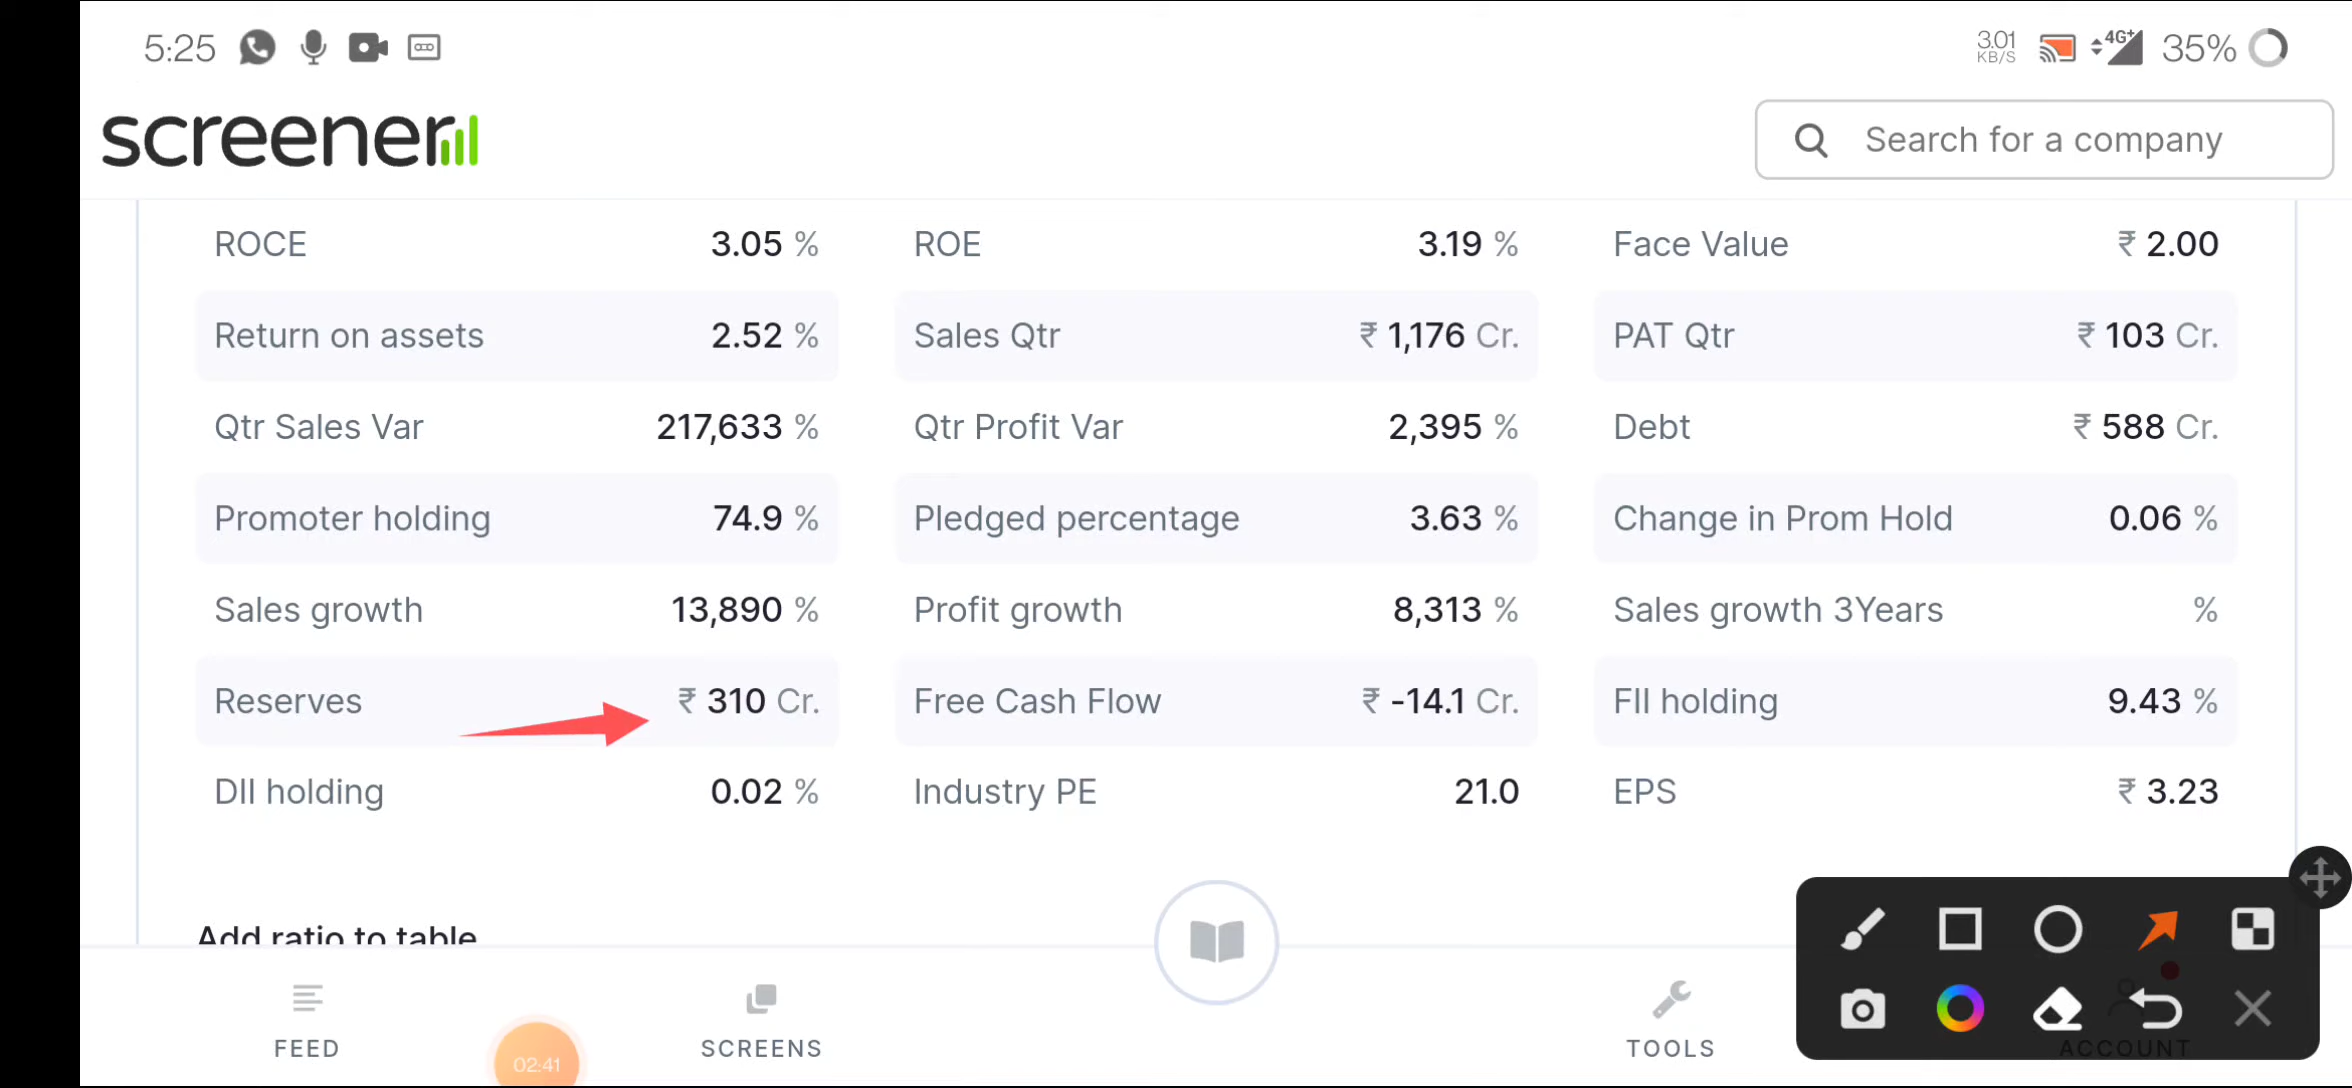 5:25
3.01 KB/S 4G+ 35%
screener
Search for a company
ROCE 3.05 % ROE 3.19 % Face Value ₹ 2.00
Return on assets 2.52 % Sales Qtr ₹ 1,176 Cr. PAT Qtr ₹ 103 Cr.
Qtr Sales Var 217,633 % Qtr Profit Var 2,395 % Debt ₹ 588 Cr.
Promoter holding 74.9 % Pledged percentage 3.63 % Change in Prom Hold 0.06 %
Sales growth 13,890 % Profit growth 8,313 % Sales growth 3Years %
Reserves ₹ 310 Cr. Free Cash Flow ₹ -14.1 Cr. FII holding 9.43 %
DII holding 0.02 % Industry PE 21.0 EPS ₹ 3.23
Add ratio to table
FEED SCREENS TOOLS ACCOUNT
02:41